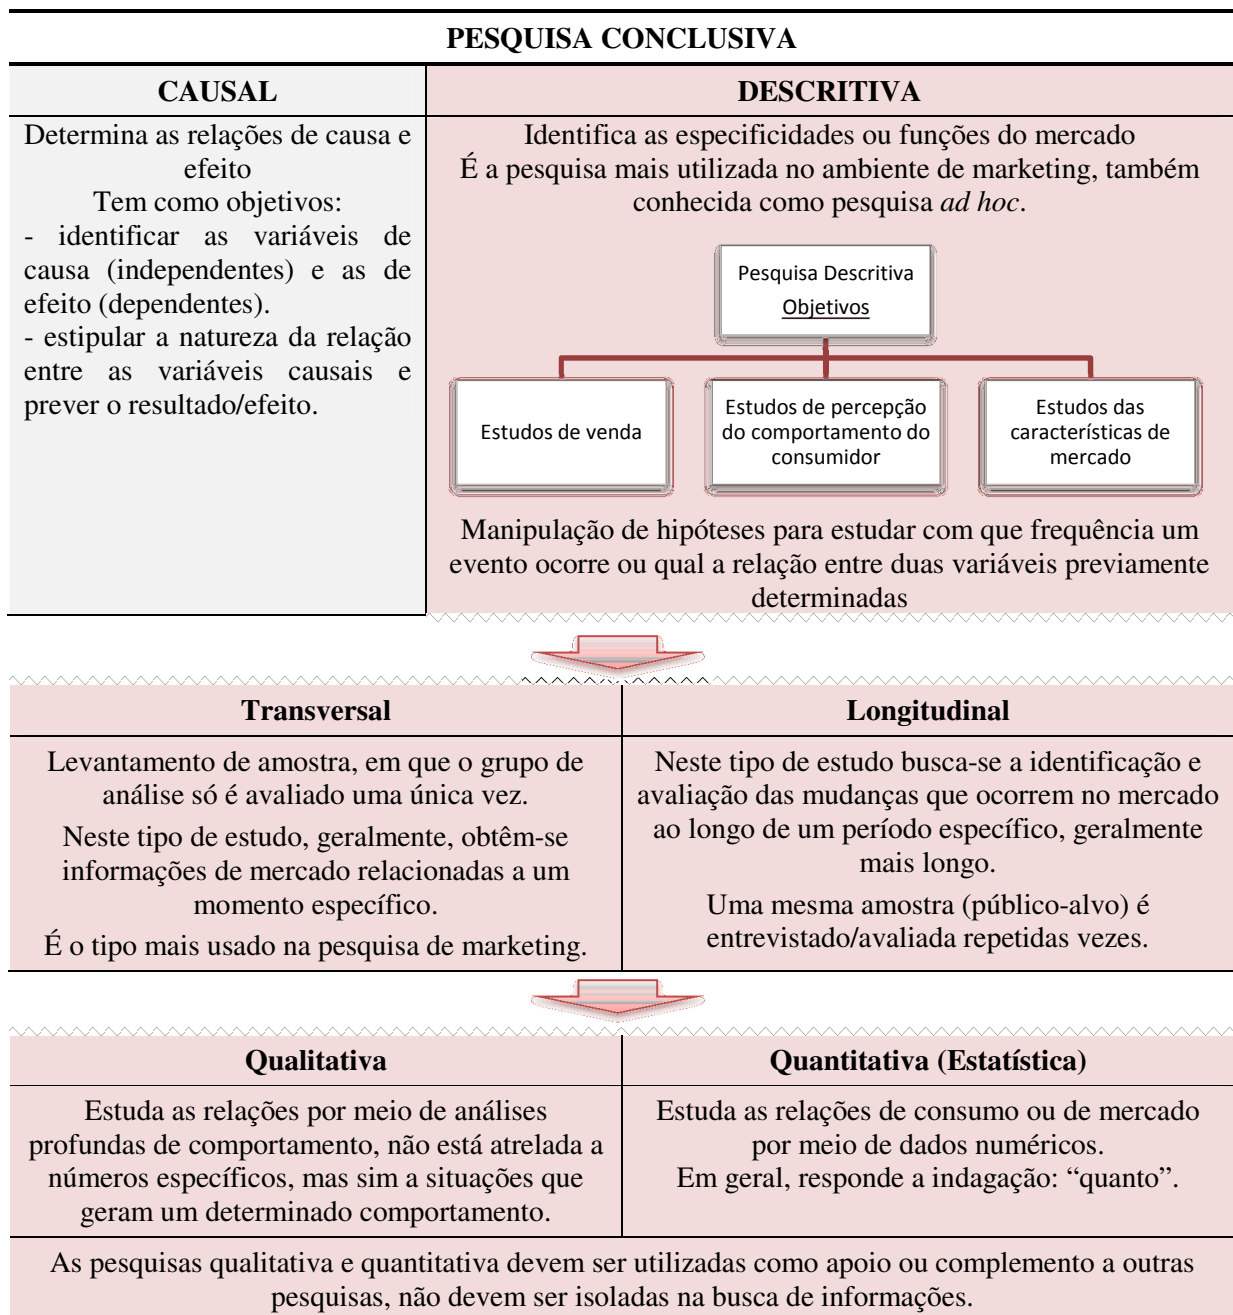 PESQUISA CONCLUSIVA
CAUSAL
Determina as relações de causa e
efeito
Tem como objetivos:
- identificar as variáveis de
causa (independentes) e as de
efeito (dependentes).
- estipular a natureza da relação
entre as variáveis causais e
prever o resultado/efeito.
DESCRITIVA
Identifica as especificidades ou funções do mercado
É a pesquisa mais utilizada no ambiente de marketing, também
conhecida como pesquisa ad hoc.
Pesquisa Descritiva
Objetivos
Estudos de venda
Estudos de percepção
do comportamento do
consumidor
Estudos das
características de
mercado
Manipulação de hipóteses para estudar com que frequência um
evento ocorre ou qual a relação entre duas variáveis previamente
determinadas
Transversal
Levantamento de amostra, em que o grupo de
análise só é avaliado uma única vez.
Neste tipo de estudo, geralmente, obtêm-se
informações de mercado relacionadas a um
momento específico.
É o tipo mais usado na pesquisa de marketing.
Longitudinal
Neste tipo de estudo busca-se a identificação e
avaliação das mudanças que ocorrem no mercado
ao longo de um período específico, geralmente
mais longo.
Uma mesma amostra (público-alvo) é
entrevistado/avaliada repetidas vezes.
Qualitativa
Estuda as relações por meio de análises
profundas de comportamento, não está atrelada a
números específicos, mas sim a situações que
geram um determinado comportamento.
Quantitativa (Estatística)
Estuda as relações de consumo ou de mercado
por meio de dados numéricos.
Em geral, responde a indagação: “quanto”.
As pesquisas qualitativa e quantitativa devem ser utilizadas como apoio ou complemento a outras
pesquisas, não devem ser isoladas na busca de informações.